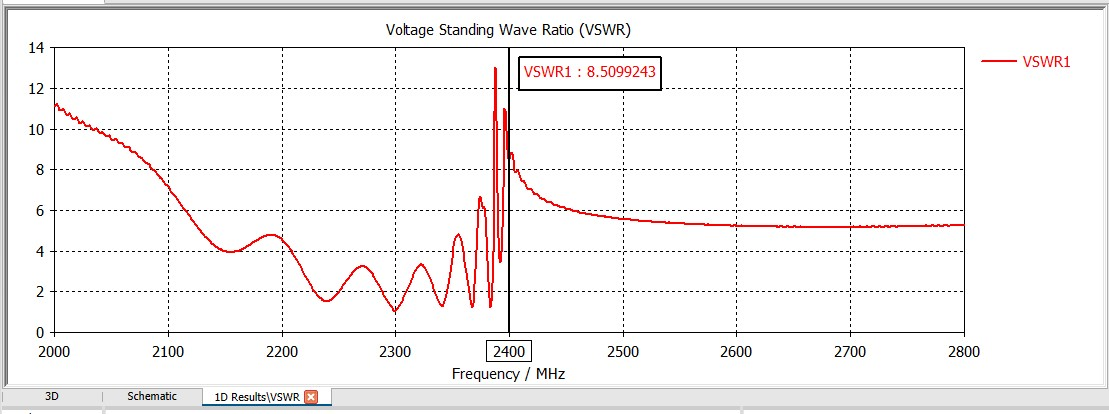 Voltage Standing Wave Ratio (VSWR)
14
12
10
8
6
4
2
0
VSWR1 : 8.5099243
VSWR1
2000
2100
2200
2300
2400
2500
2600
2700
2800
Frequency / MHz
3D
Schematic
1D Results\VSWR